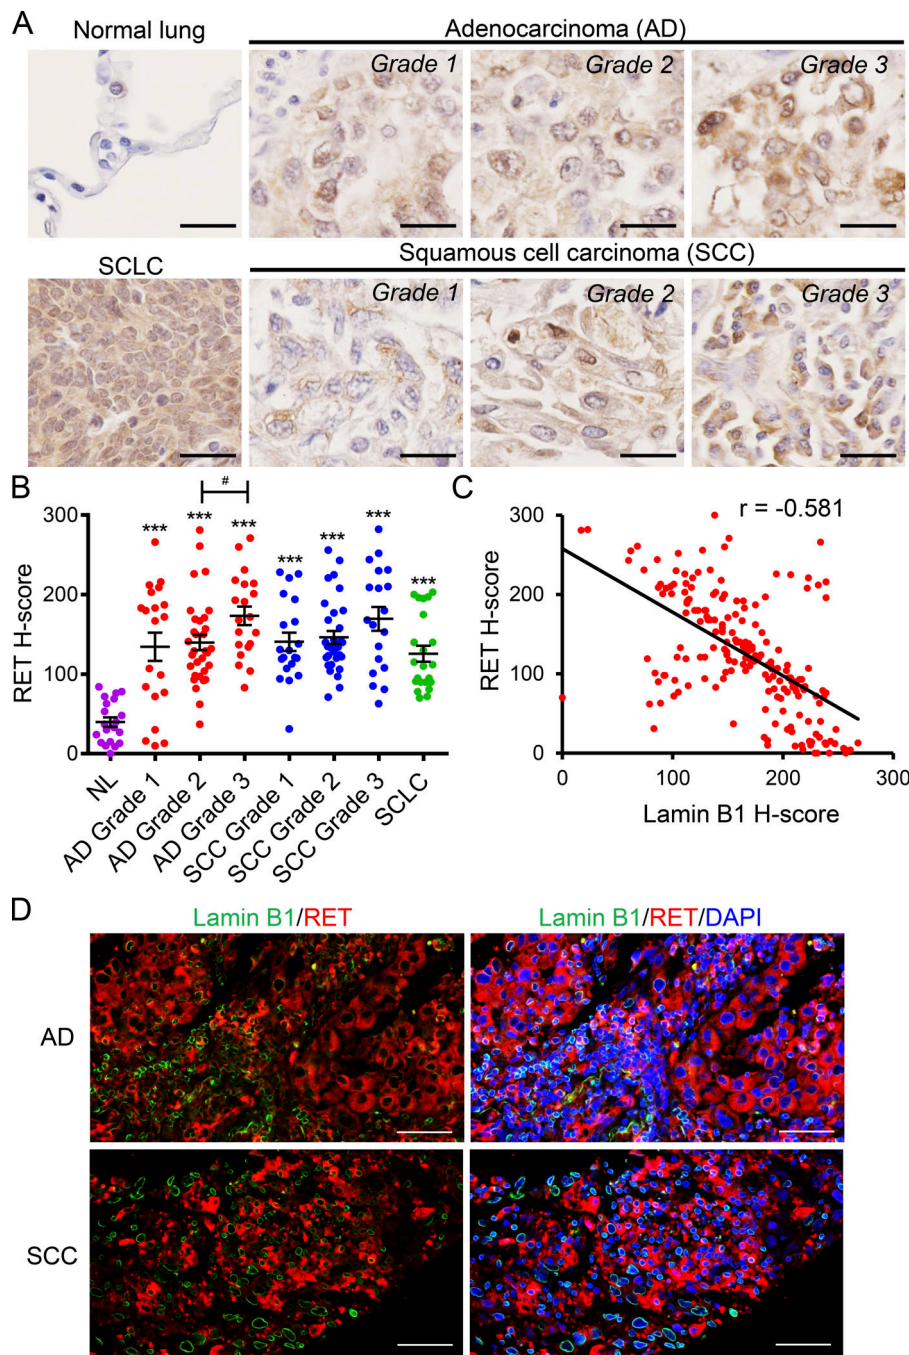 A
Normal lung
Adenocarcinoma (AD)
Grade 1
Grade 2
Grade 3
SCLC
Squamous cell carcinoma (SCC)
Grade 1
Grade 2
Grade 3
B
#
***
***
***
***
***
***
***
RET H-score
300
200
100
0
NL
AD Grade 1
AD Grade 2
AD Grade 3
SCC Grade 1
SCC Grade 2
SCC Grade 3
SCLC
C
r = -0.581
RET H-score
300
200
100
0
0
100
200
300
Lamin B1 H-score
D
Lamin B1/RET
Lamin B1/RET/DAPI
AD
SCC